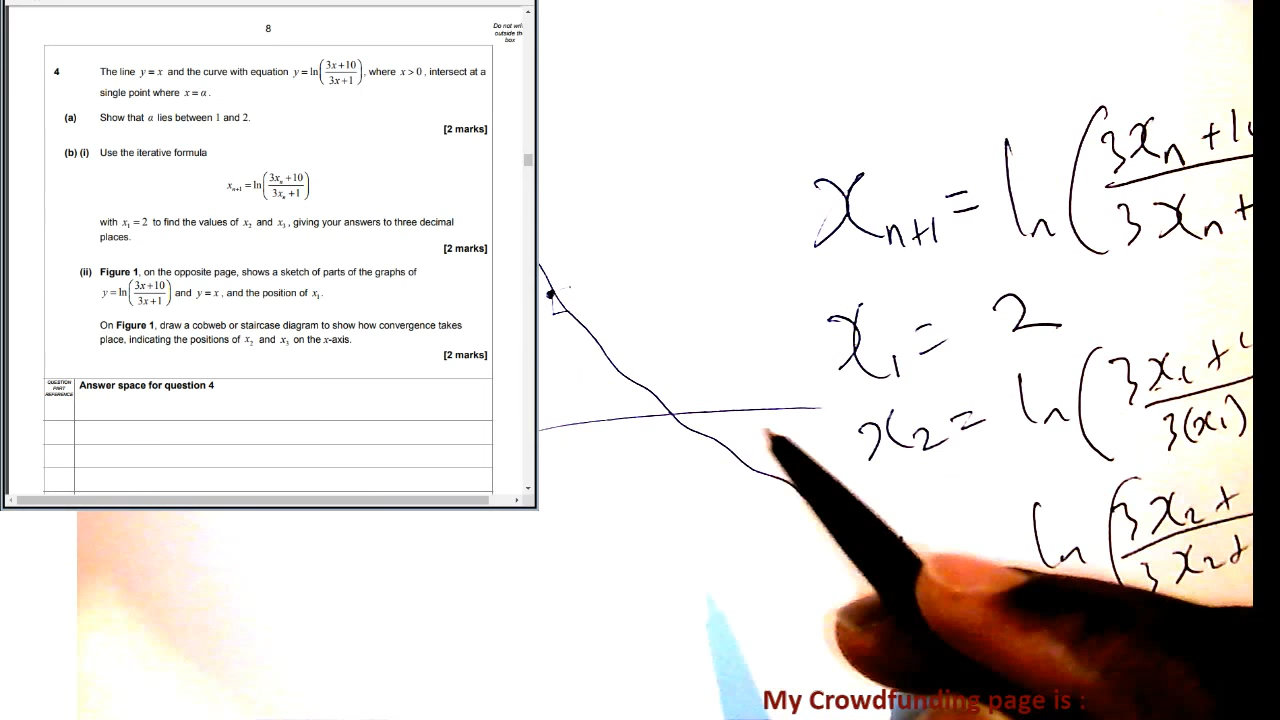 8
Do not wri
outside th
box
4 The line y = x and the curve with equation y = ln((3x+10)/(3x+1)), where x > 0, intersect at a
single point where x = α.
(a) Show that α lies between 1 and 2.
[2 marks]
(b) (i) Use the iterative formula
xₙ₊₁ = ln((3xₙ+10)/(3xₙ+1))
with x₁ = 2 to find the values of x₂ and x₃, giving your answers to three decimal
places.
[2 marks]
(ii) Figure 1, on the opposite page, shows a sketch of parts of the graphs of
y = ln((3x+10)/(3x+1)) and y = x, and the position of x₁.
On Figure 1, draw a cobweb or staircase diagram to show how convergence takes
place, indicating the positions of x₂ and x₃ on the x-axis.
[2 marks]
QUESTION
PART
REFERENCE
Answer space for question 4
xₙ₊₁ = ln((3xₙ+1/(3xₙ+
x₁ = 2
x₂ = ln((3x₁+/3(x₁)
ln((3x₂+/3x₂+
My Crowdfunding page is :